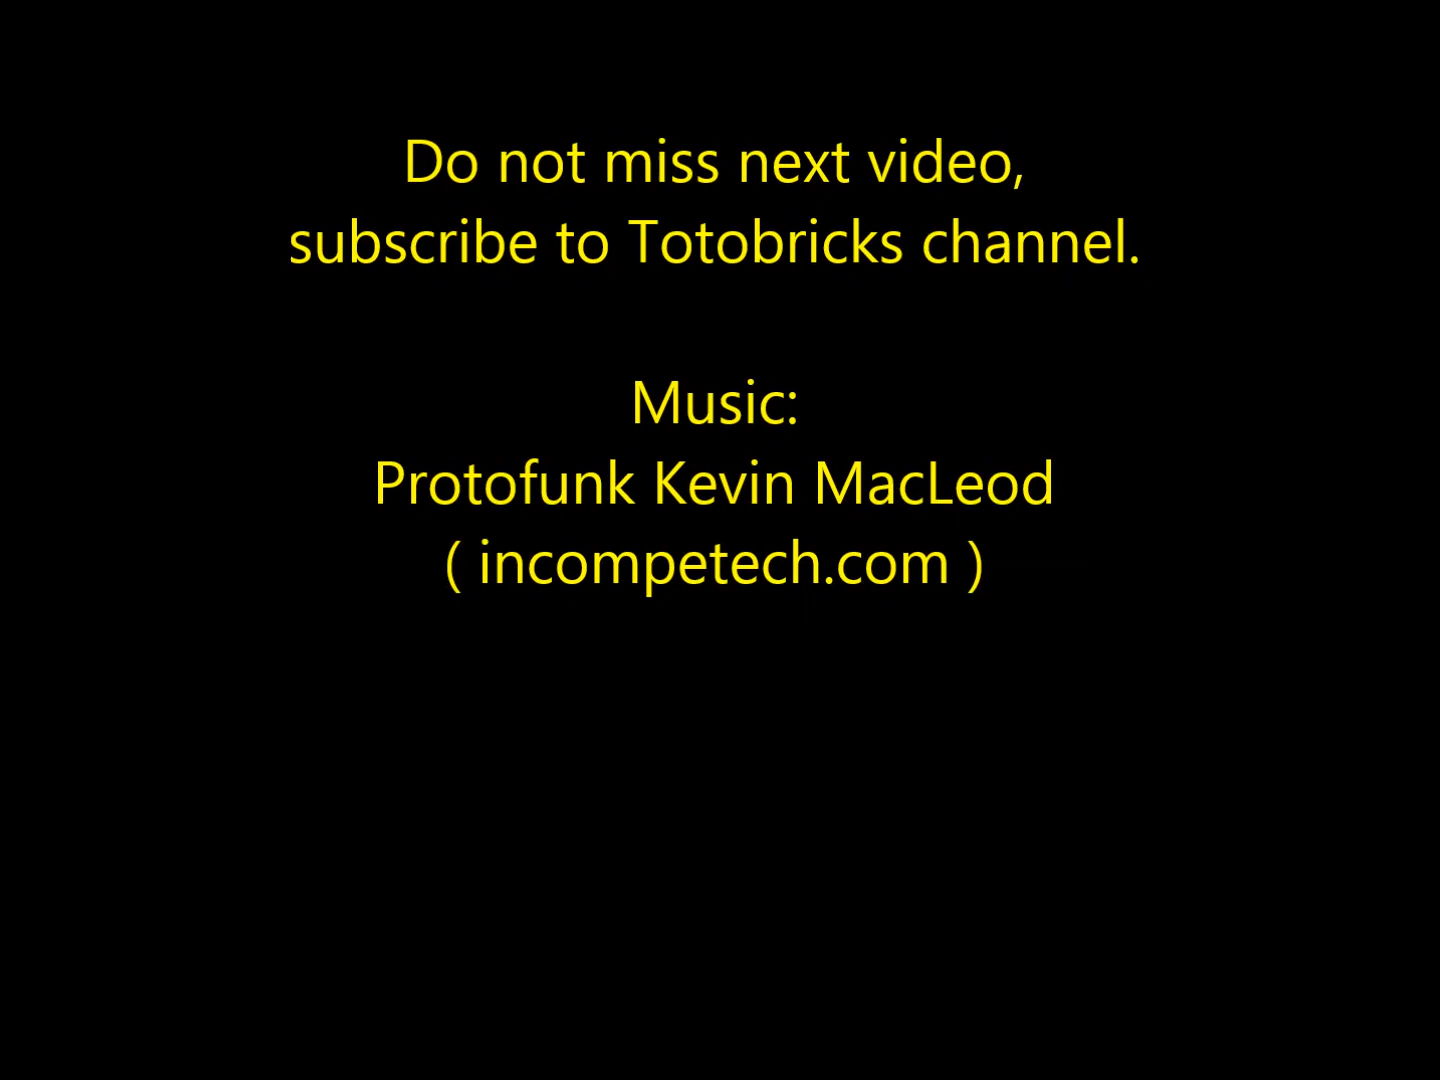 Do not miss next video,
subscribe to Totobricks channel.
Music:
Protofunk Kevin MacLeod
( incompetech.com )